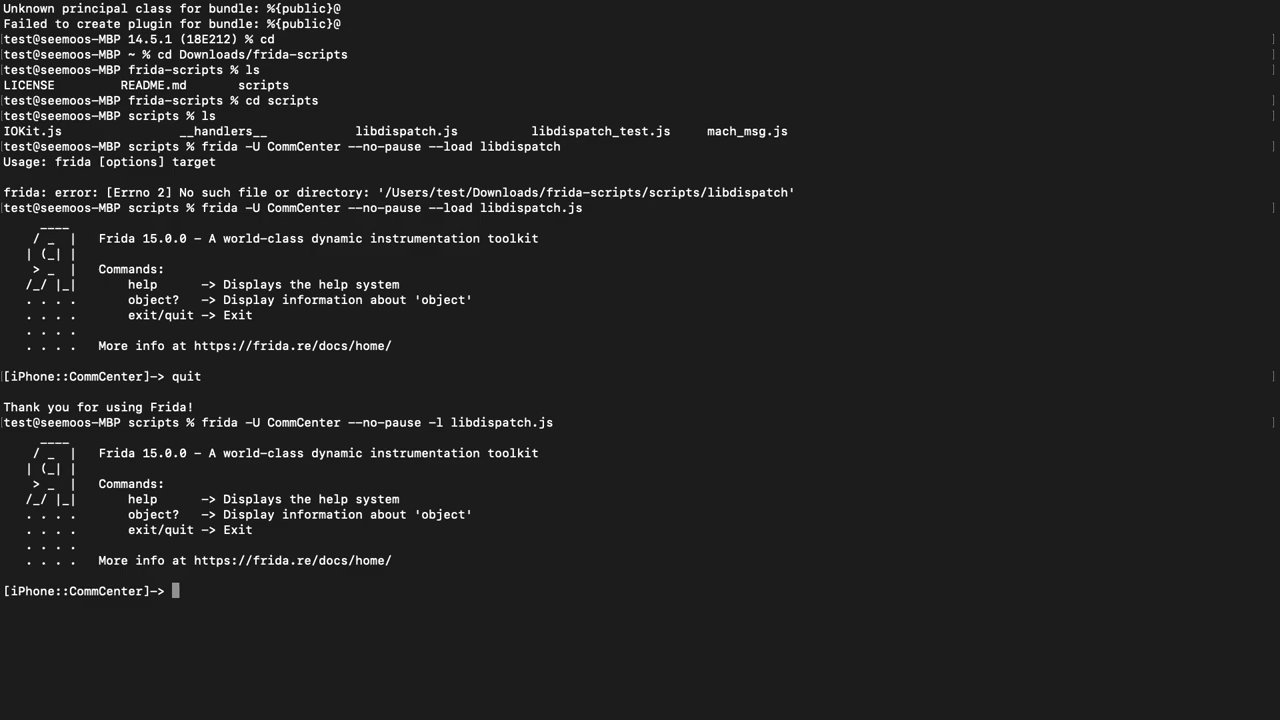 Unknown principal class for bundle: %{public}@
Failed to create plugin for bundle: %{public}@
[test@seemoos-MBP 14.5.1 (18E212) % cd ]
[test@seemoos-MBP ~ % cd Downloads/frida-scripts ]
[test@seemoos-MBP frida-scripts % ls ]
LICENSE         README.md       scripts
[test@seemoos-MBP frida-scripts % cd scripts ]
[test@seemoos-MBP scripts % ls ]
IOKit.js                __handlers__            libdispatch.js          libdispatch_test.js     mach_msg.js
[test@seemoos-MBP scripts % frida -U CommCenter --no-pause --load libdispatch ]
Usage: frida [options] target

frida: error: [Errno 2] No such file or directory: '/Users/test/Downloads/frida-scripts/scripts/libdispatch'
[test@seemoos-MBP scripts % frida -U CommCenter --no-pause --load libdispatch.js ]
     ____
    / _  |   Frida 15.0.0 - A world-class dynamic instrumentation toolkit
   | (_| |
    > _  |   Commands:
   /_/ |_|       help      -> Displays the help system
   . . . .       object?   -> Display information about 'object'
   . . . .       exit/quit -> Exit
   . . . .
   . . . .   More info at https://frida.re/docs/home/

[[iPhone::CommCenter]-> quit ]

Thank you for using Frida!
[test@seemoos-MBP scripts % frida -U CommCenter --no-pause -l libdispatch.js ]
     ____
    / _  |   Frida 15.0.0 - A world-class dynamic instrumentation toolkit
   | (_| |
    > _  |   Commands:
   /_/ |_|       help      -> Displays the help system
   . . . .       object?   -> Display information about 'object'
   . . . .       exit/quit -> Exit
   . . . .
   . . . .   More info at https://frida.re/docs/home/

[iPhone::CommCenter]->